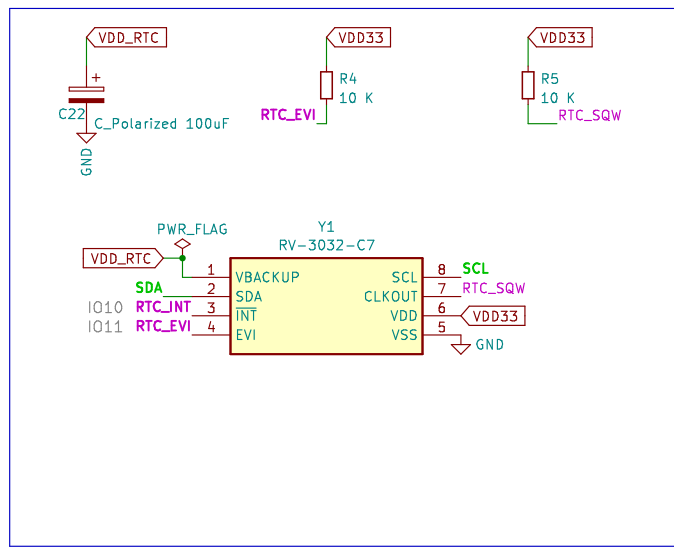 VDD_RTC
VDD33
VDD33
+
C22
C_Polarized 100uF
GND
R4
10 K
RTC_EVI
R5
10 K
RTC_SQW
Y1
RV-3032-C7
PWR_FLAG
VDD_RTC
1 VBACKUP
SCL 8 SCL
SDA 2 SDA
CLKOUT 7 RTC_SQW
IO10 RTC_INT 3 INT
VDD 6 VDD33
IO11 RTC_EVI 4 EVI
VSS 5 GND